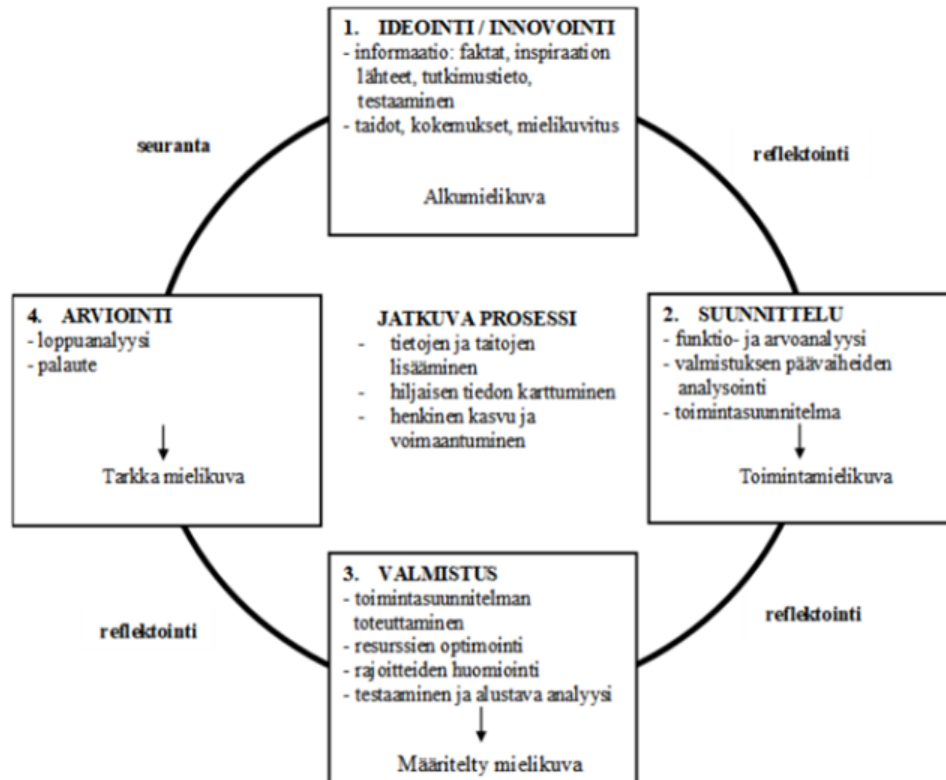 1. IDEOINTI / INNOVOINTI
- informaatio: faktat, inspiraation
lähteet, tutkimustieto,
testaaminen
- taidot, kokemukset, mielikuvitus
Alkumielikuva
seuranta
reflektointi
4. ARVIOINTI
- loppuanalyysi
- palaute
Tarkka mielikuva
JATKUVA PROSESSI
- tietojen ja taitojen
lisääminen
- hiljaisen tiedon karttuminen
- henkinen kasvu ja
voimaantuminen
2. SUUNNITTELU
- funktio- ja arvoanalyysi
- valmistuksen päävaiheiden
analysointi
- toimintasuunnitelma
Toimintamielikuva
reflektointi
3. VALMISTUS
- toimintasuunnitelman
toteuttaminen
- resurssien optimointi
- rajoitteiden huomiointi
- testaaminen ja alustava analyysi
Määritelty mielikuva
reflektointi